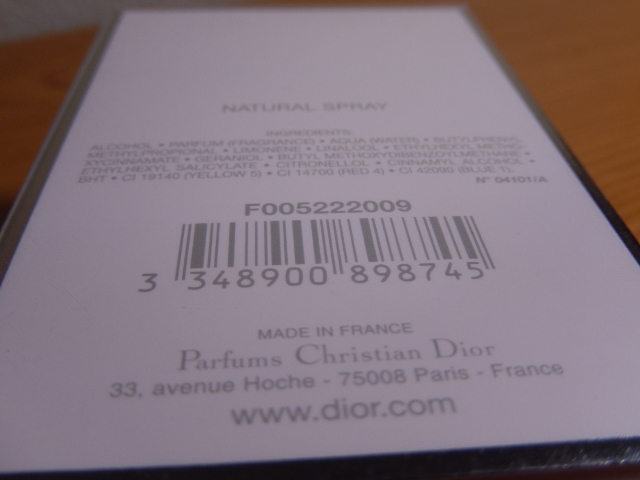 NATURAL SPRAY
INGREDIENTS:
ALCOHOL • PARFUM (FRAGRANCE) • AQUA (WATER) • BUTYLPHENYL
METHYLPROPIONAL • LIMONENE • LINALOOL • ETHYLHEXYL METHO-
XYCINNAMATE • GERANIOL • BUTYL METHOXYDIBENZOYLMETHANE •
ETHYLHEXYL SALICYLATE • CITRONELLOL • CINNAMYL ALCOHOL •
BHT • CI 19140 (YELLOW 5) • CI 14700 (RED 4) • CI 42090 (BLUE 1).
N° 04101/A
F005222009
3 348900 898745
MADE IN FRANCE
Parfums Christian Dior
33, avenue Hoche - 75008 Paris - France
www.dior.com